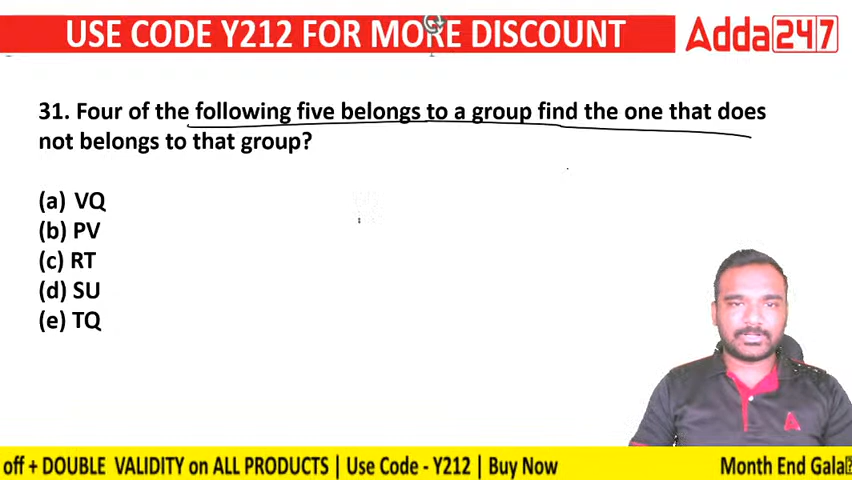 USE CODE Y212 FOR MORE DISCOUNT
Adda247
31. Four of the following five belongs to a group find the one that does
not belongs to that group?
(a) VQ
(b) PV
(c) RT
(d) SU
(e) TQ
off + DOUBLE VALIDITY on ALL PRODUCTS | Use Code - Y212 | Buy Now
Month End Gala